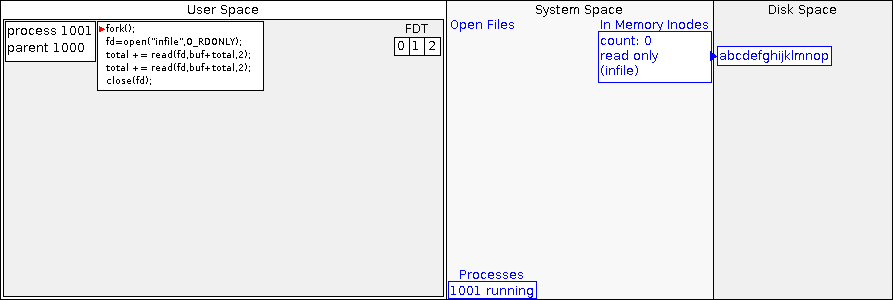 User Space
System Space
Disk Space
process 1001
parent 1000
fork();
fd=open("infile",O_RDONLY);
total += read(fd,buf+total,2);
total += read(fd,buf+total,2);
close(fd);
FDT
0 1 2
Open Files
In Memory Inodes
count: 0
read only
(infile)
abcdefghijklmnop
Processes
1001 running